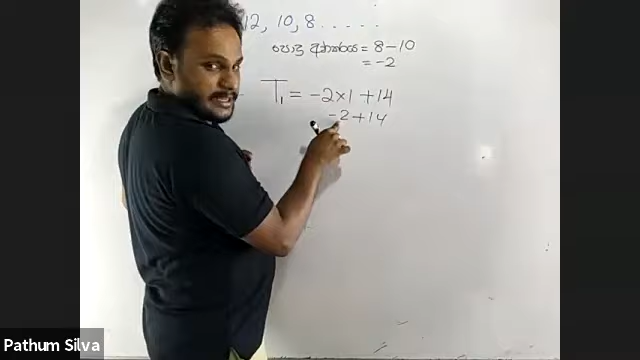 12, 10, 8 . . . . .
පොදු අන්තරය = 8 - 10
= -2
T₁ = -2×1 + 14
-2 + 14
Pathum Silva